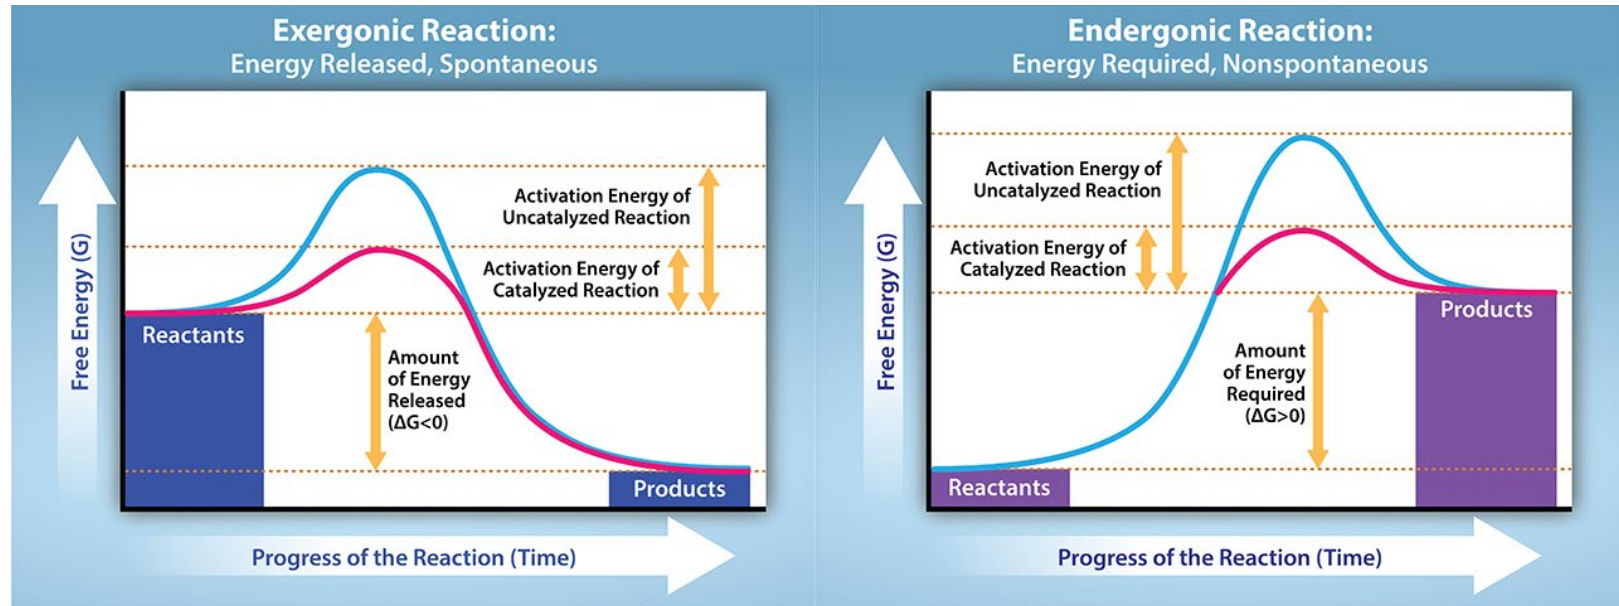 Exergonic Reaction:
Energy Released, Spontaneous
Free Energy (G)
Activation Energy of
Uncatalyzed Reaction
Activation Energy of
Catalyzed Reaction
Reactants
Amount
of Energy
Released
(ΔG<0)
Products
Progress of the Reaction (Time)
Endergonic Reaction:
Energy Required, Nonspontaneous
Free Energy (G)
Activation Energy of
Uncatalyzed Reaction
Activation Energy of
Catalyzed Reaction
Products
Amount
of Energy
Required
(ΔG>0)
Reactants
Progress of the Reaction (Time)